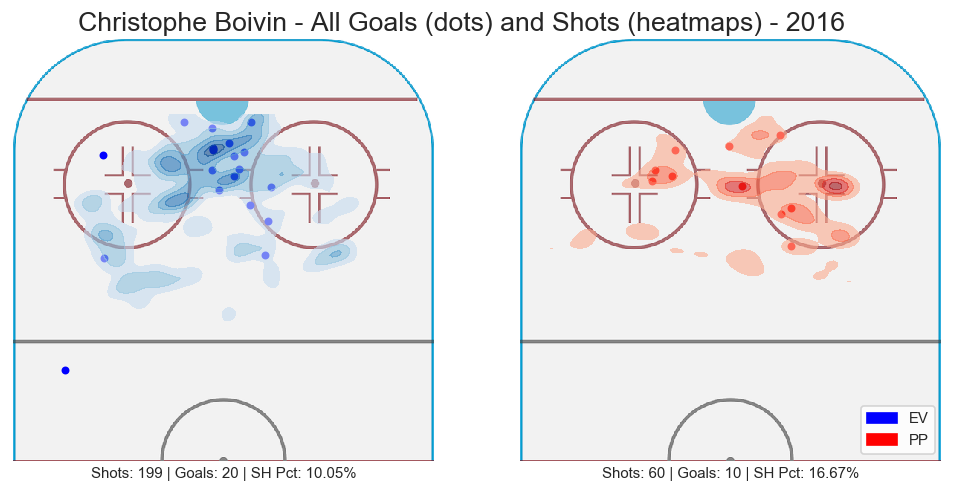 Christophe Boivin - All Goals (dots) and Shots (heatmaps) - 2016
EV
PP
Shots: 199 | Goals: 20 | SH Pct: 10.05%
Shots: 60 | Goals: 10 | SH Pct: 16.67%